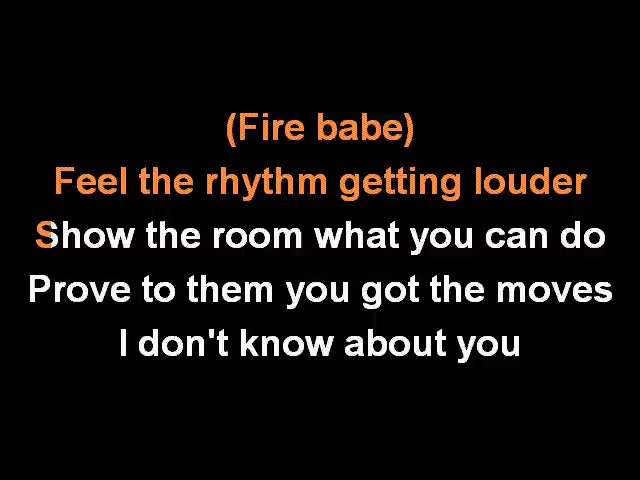 (Fire babe)
Feel the rhythm getting louder
Show the room what you can do
Prove to them you got the moves
I don't know about you